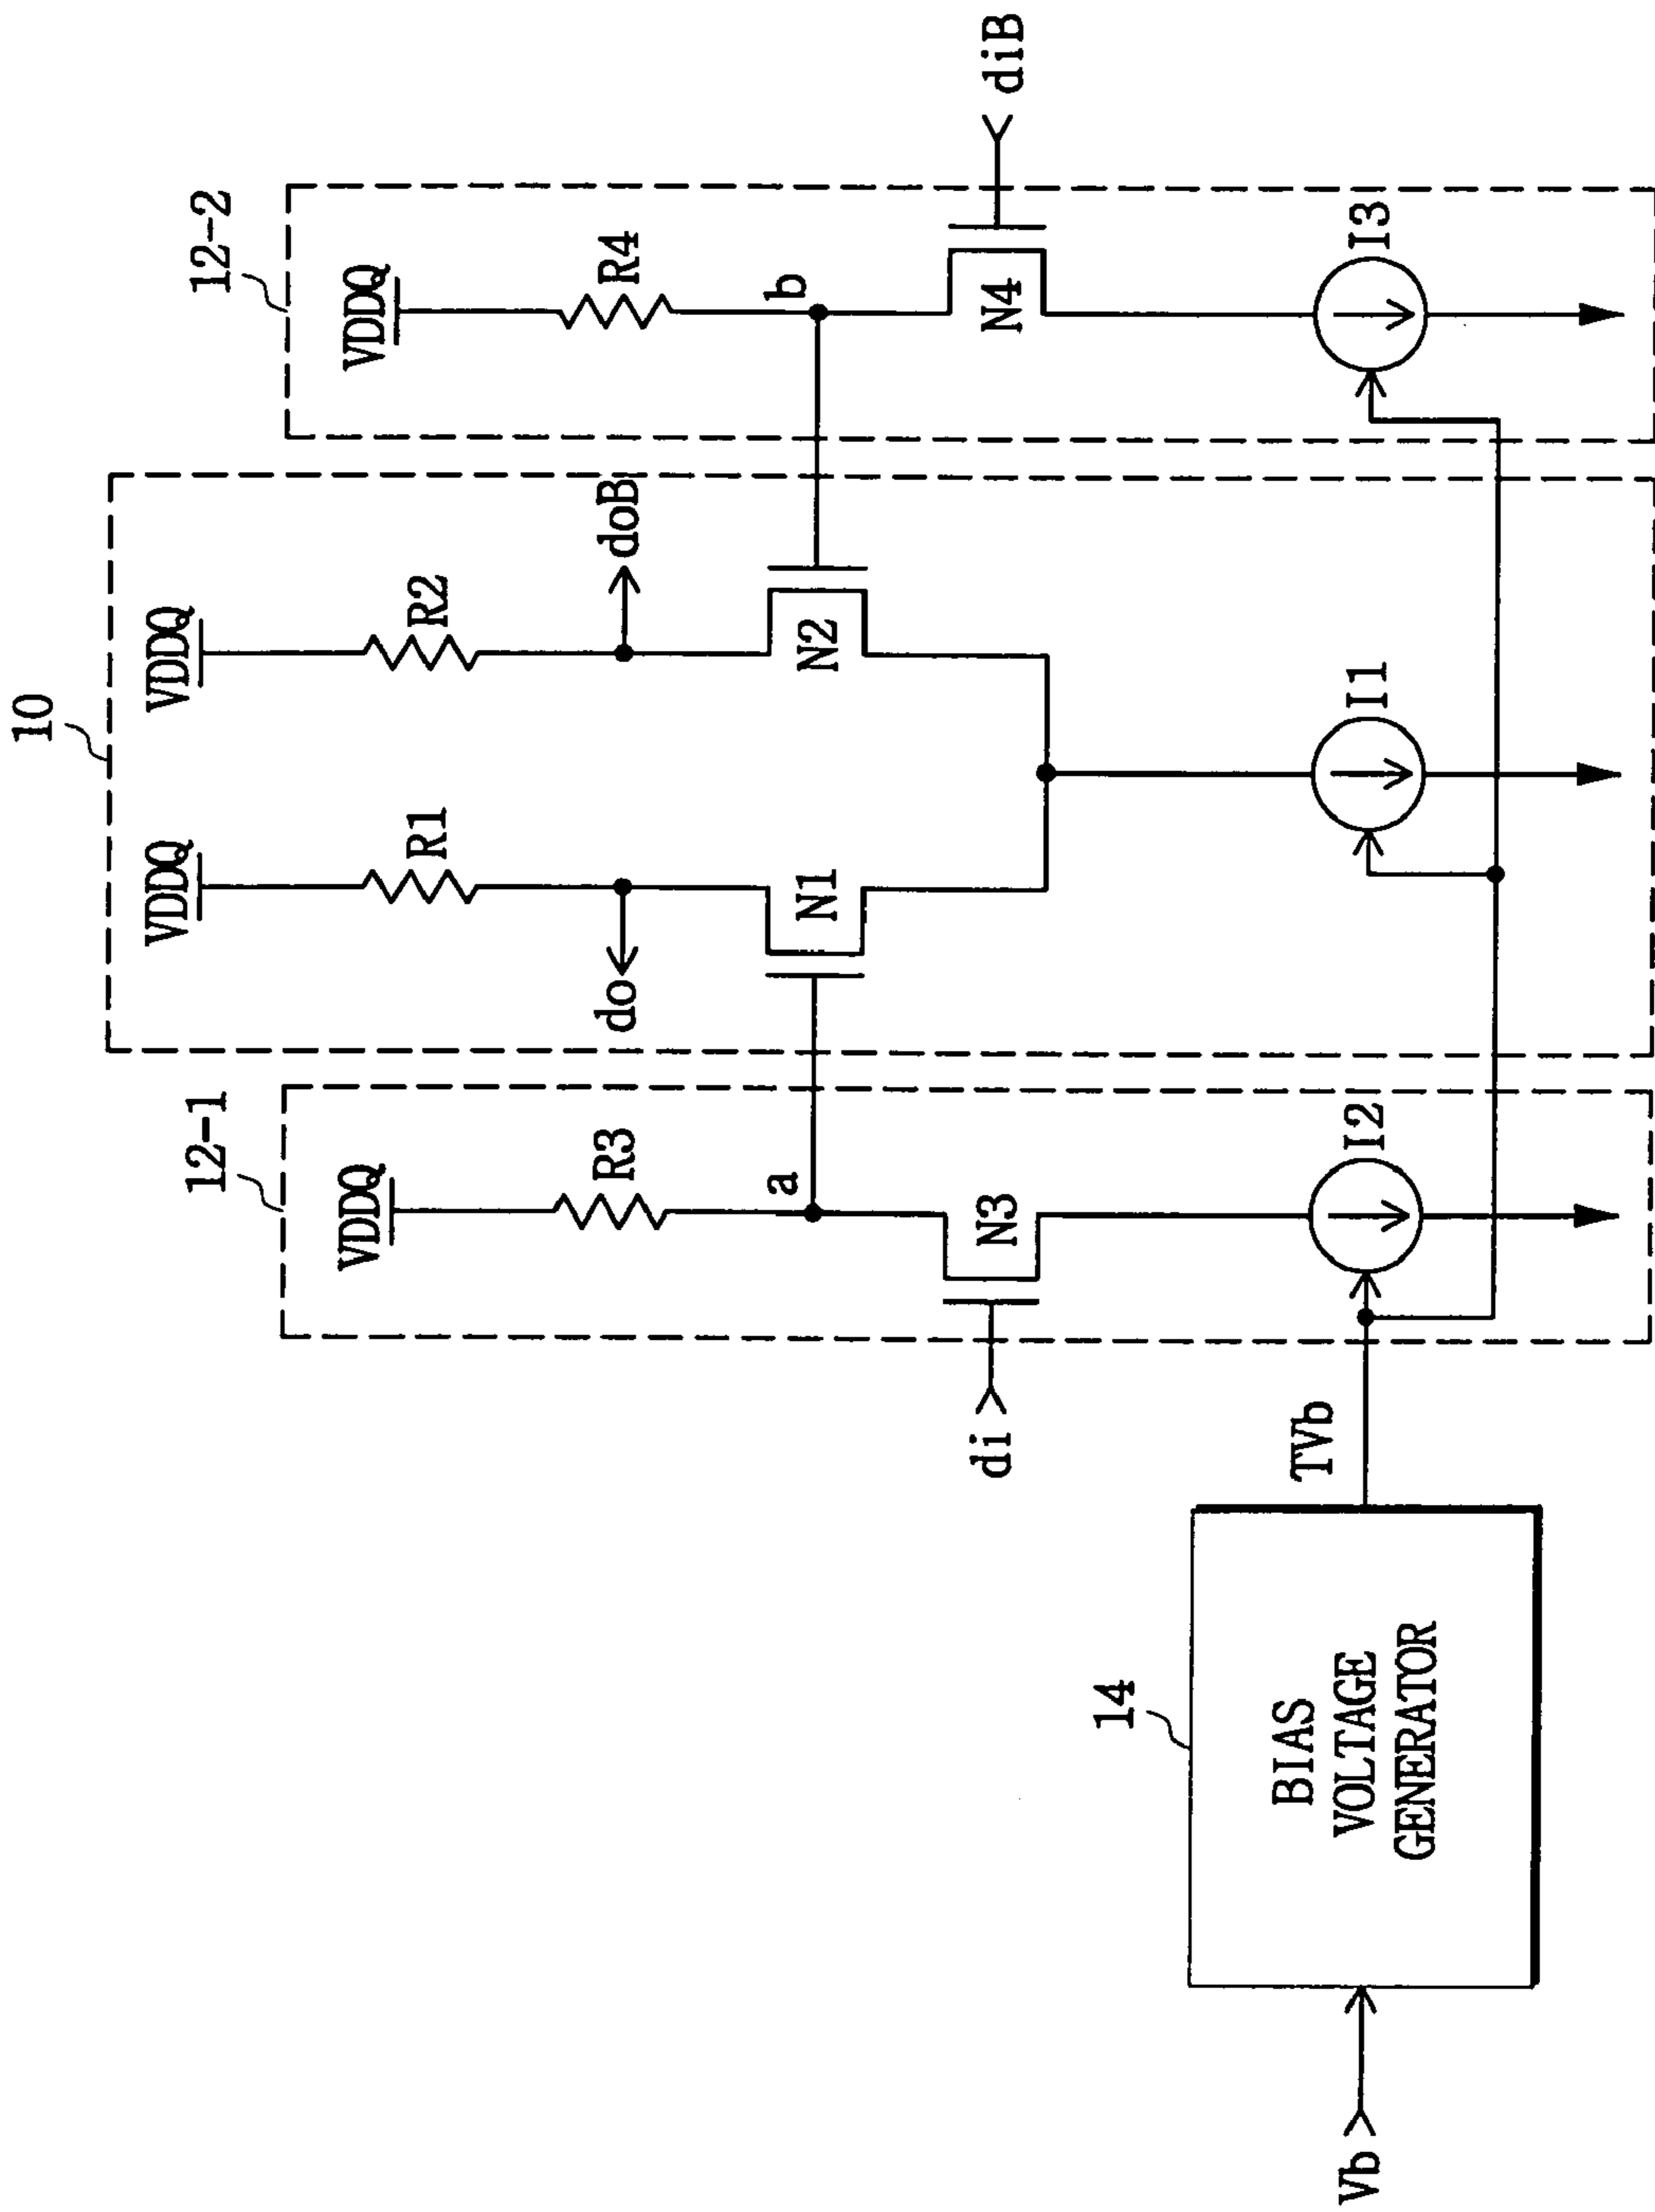 10
12-1
12-2
VDDQ
VDDQ
VDDQ
VDDQ
R1
R2
R3
R4
do
doB
a
b
N1
N2
N3
N4
di
diB
I2
I1
I3
TVb
14
BIAS
VOLTAGE
GENERATOR
Vb